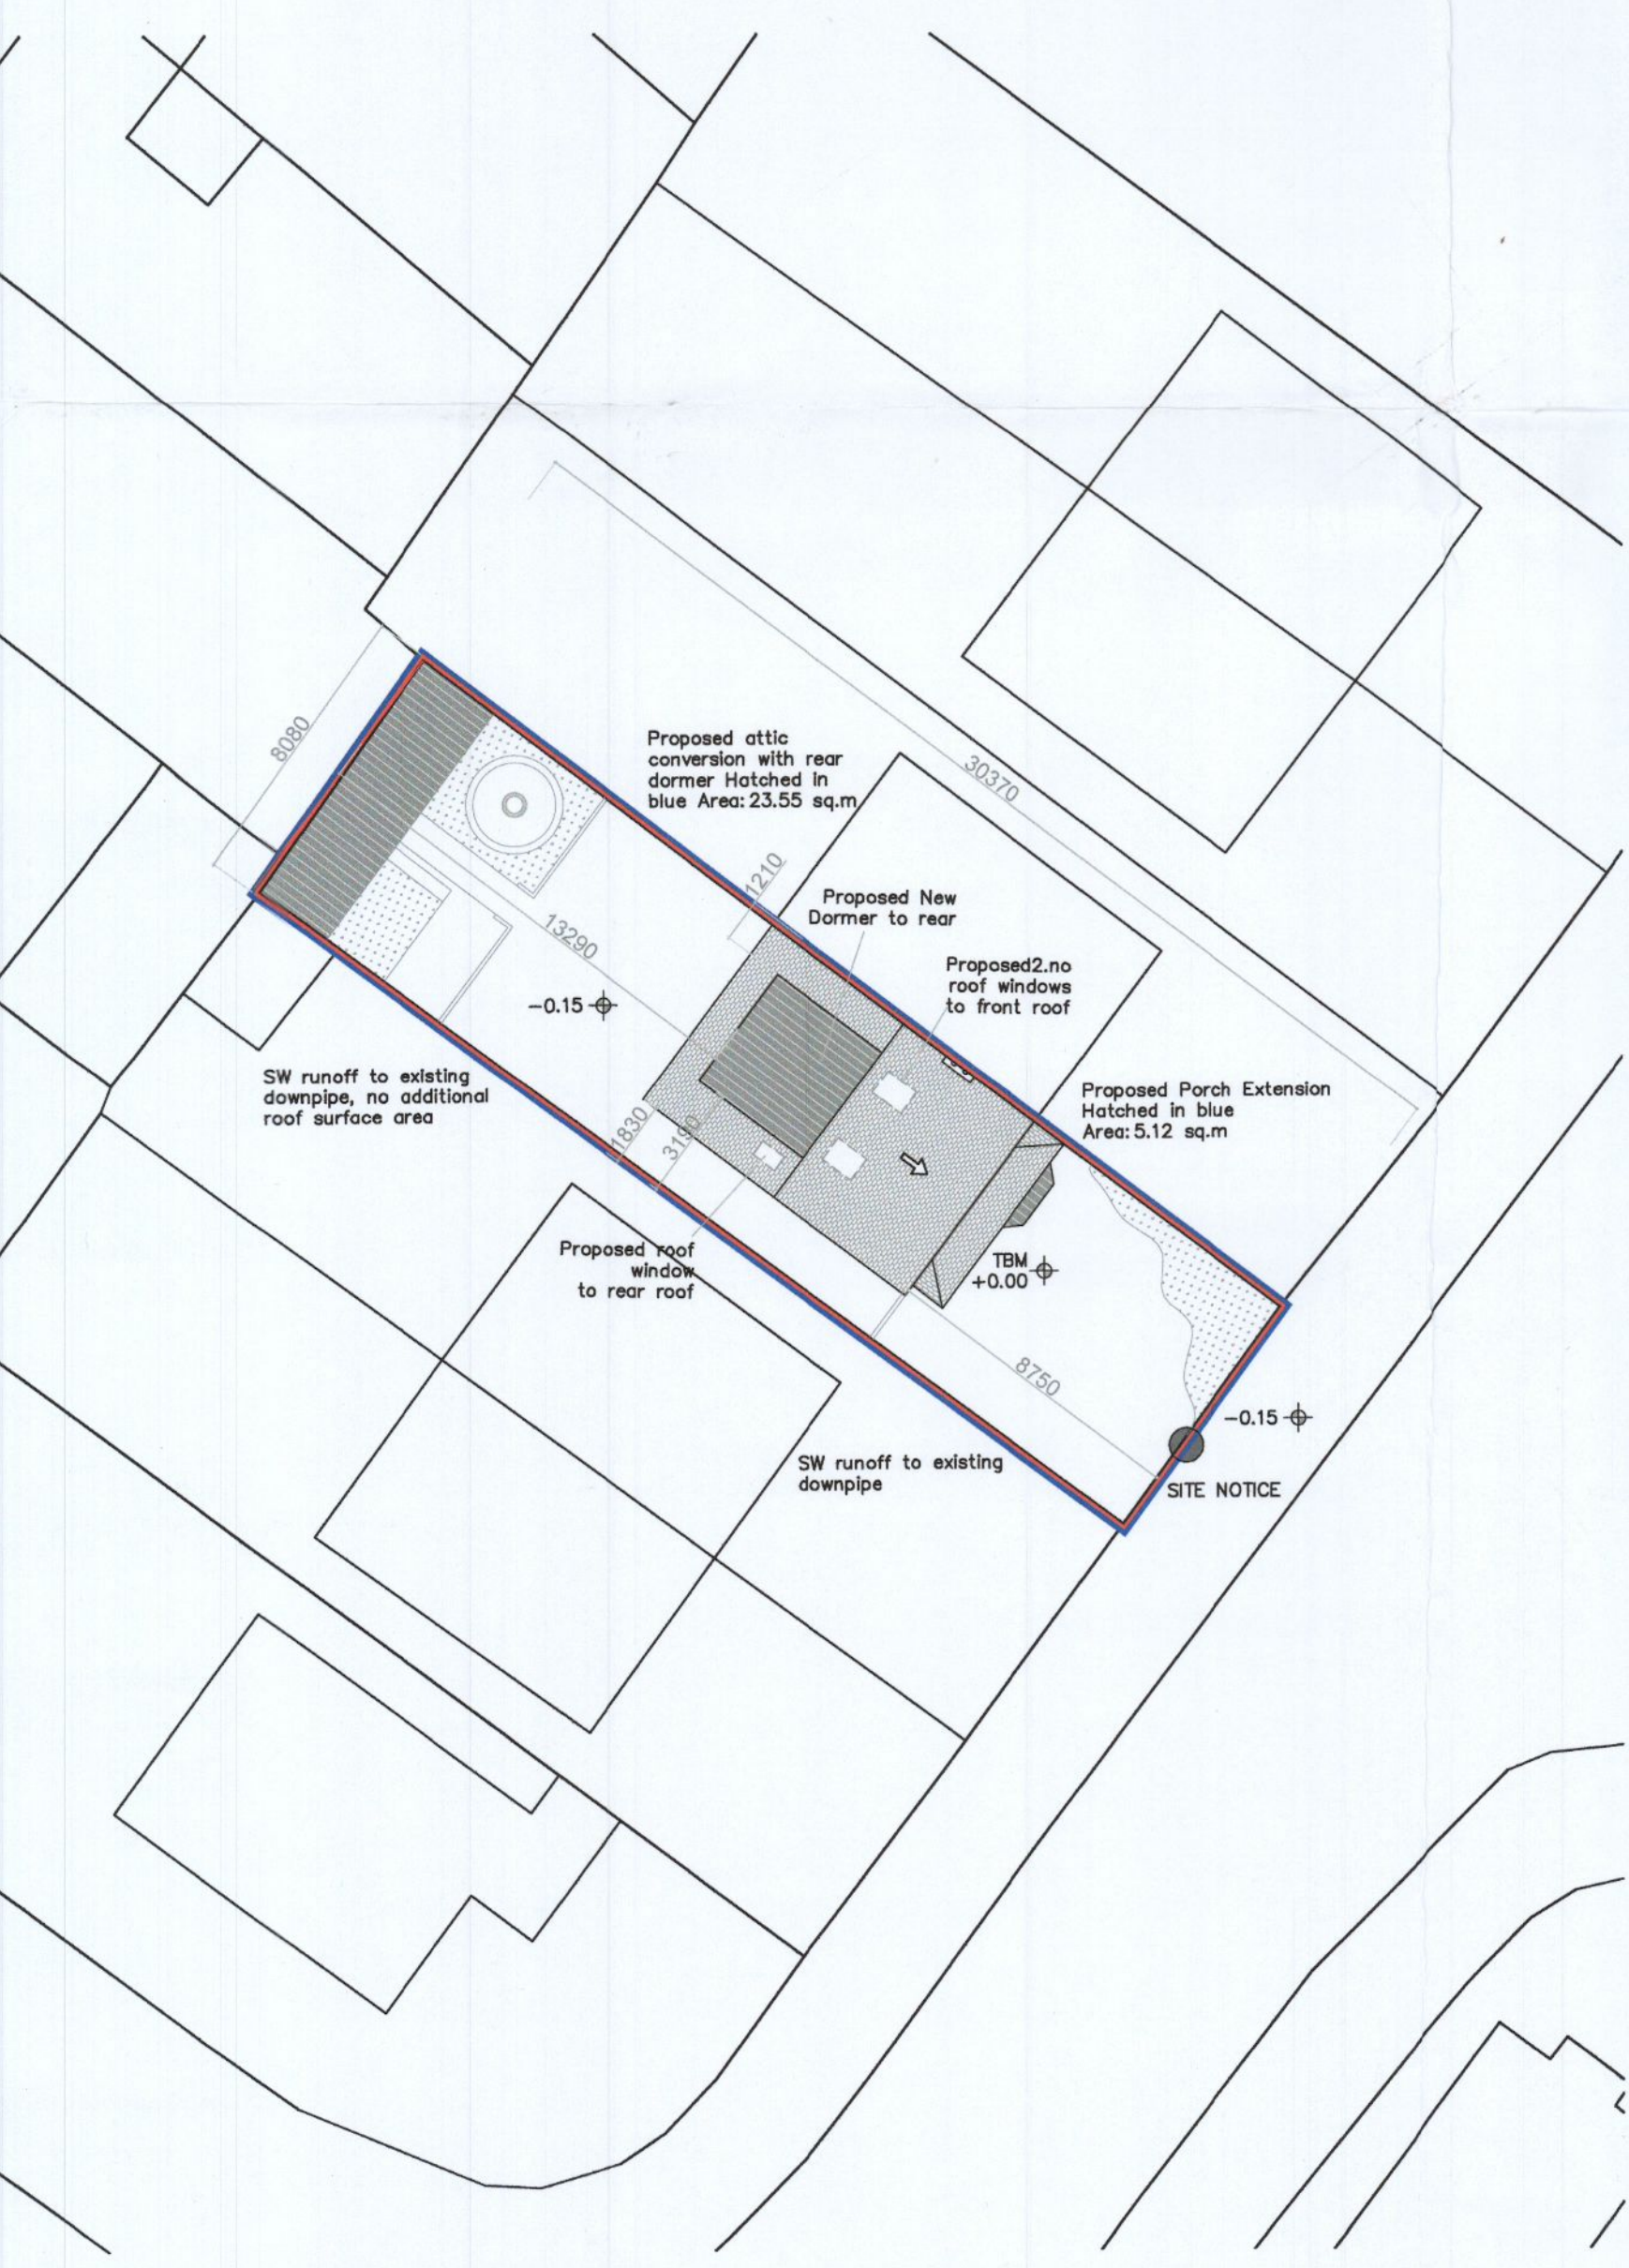 8080
Proposed attic
conversion with rear
dormer Hatched in
blue Area: 23.55 sq.m
30370
1210
Proposed New
Dormer to rear
13290
Proposed2.no
roof windows
to front roof
-0.15
SW runoff to existing
downpipe, no additional
roof surface area
Proposed Porch Extension
Hatched in blue
Area: 5.12 sq.m
1830
3190
Proposed roof
window
to rear roof
TBM
+0.00
8750
-0.15
SW runoff to existing
downpipe
SITE NOTICE